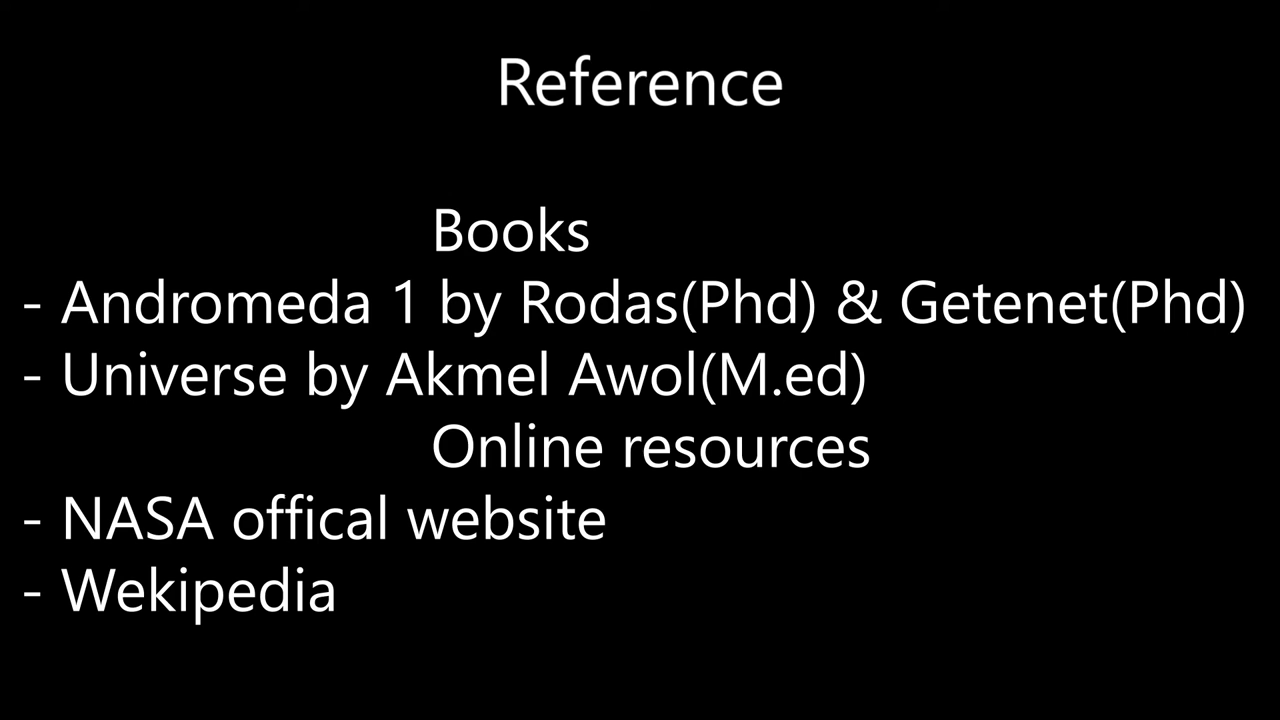 Reference
Books
- Andromeda 1 by Rodas(Phd) & Getenet(Phd)
- Universe by Akmel Awol(M.ed)
Online resources
- NASA offical website
- Wekipedia